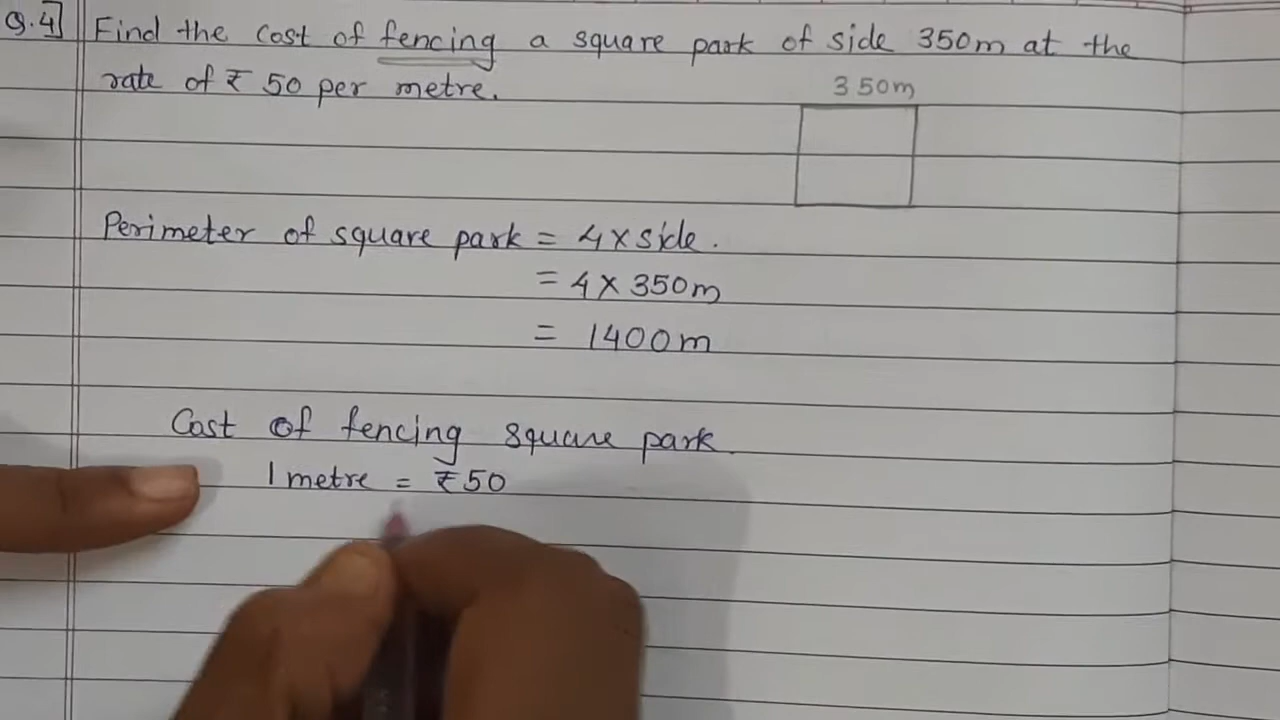 Q.4] Find the cost of fencing a square park of side 350m at the
rate of ₹ 50 per metre.
350m
Perimeter of square park = 4 x side.
= 4 x 350m
= 1400m
Cost of fencing square park.
1 metre = ₹50